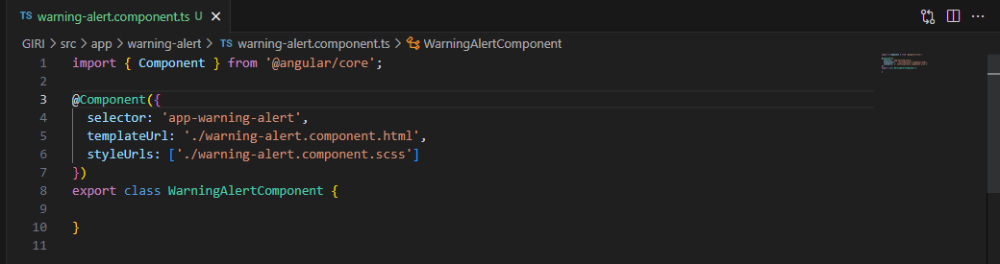 TS warning-alert.component.ts U ×
GIRI > src > app > warning-alert > TS warning-alert.component.ts > WarningAlertComponent
1 import { Component } from '@angular/core';
2
3 @Component({
4 selector: 'app-warning-alert',
5 templateUrl: './warning-alert.component.html',
6 styleUrls: ['./warning-alert.component.scss']
7 })
8 export class WarningAlertComponent {
9
10 }
11